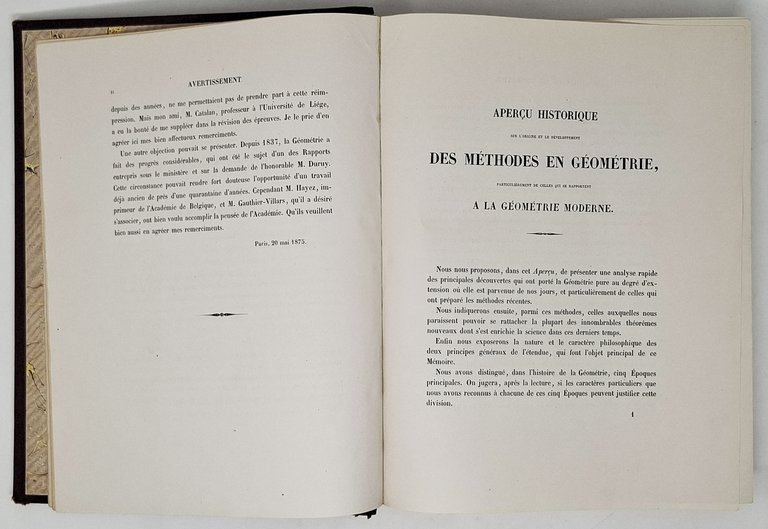 II
AVERTISSEMENT
depuis des années, ne me permettaient pas de prendre part à cette réim-
pression. Mais mon ami, M. Catalan, professeur à l'Université de Liége,
a eu la bonté de me suppléer dans la révision des épreuves. Je le prie d'en
agréer ici mes bien affectueux remerciments.
Une autre objection pouvait se présenter. Depuis 1837, la Géométrie a
fait des progrès considérables, qui ont été le sujet d'un des Rapports
entrepris sous le ministère et sur la demande de l'honorable M. Duruy.
Cette circonstance pouvait rendre fort douteuse l'opportunité d'un travail
déjà ancien de près d'une quarantaine d'années. Cependant M. Hayez, im-
primeur de l'Académie de Belgique, et M. Gauthier-Villars, qu'il a désiré
s'associer, ont bien voulu accomplir la pensée de l'Académie. Qu'ils veuillent
bien aussi en agréer mes remerciments.
Paris, 20 mai 1875.
APERÇU HISTORIQUE
SUR L'ORIGINE ET LE DÉVELOPPEMENT
DES MÉTHODES EN GÉOMÉTRIE,
PARTICULIÈREMENT DE CELLES QUI SE RAPPORTENT
A LA GÉOMÉTRIE MODERNE.
Nous nous proposons, dans cet Aperçu, de présenter une analyse rapide
des principales découvertes qui ont porté la Géométrie pure au degré d'ex-
tension où elle est parvenue de nos jours, et particulièrement de celles qui
ont préparé les méthodes récentes.
Nous indiquerons ensuite, parmi ces méthodes, celles auxquelles nous
paraissent pouvoir se rattacher la plupart des innombrables théorèmes
nouveaux dont s'est enrichie la science dans ces derniers temps.
Enfin nous exposerons la nature et le caractère philosophique des
deux principes généraux de l'étendue, qui font l'objet principal de ce
Mémoire.
Nous avons distingué, dans l'histoire de la Géométrie, cinq Époques
principales. On jugera, après la lecture, si les caractères particuliers que
nous avons reconnus à chacune de ces cinq Époques peuvent justifier cette
division.
1